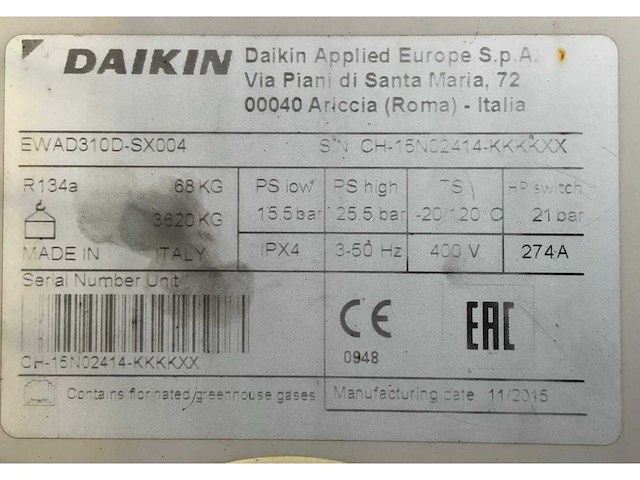 DAIKIN
Daikin Applied Europe S.p.A.
Via Piani di Santa Maria, 72
00040 Ariccia (Roma) - Italia
EWAD310D-SX004 S\N CH-15N02414-KKKKXX
R134a 68 KG PS low PS high TS HP switch
3620 KG 15.5 bar 25.5 bar -20/120°C 21 bar
MADE IN ITALY IPX4 3-50 Hz 400 V 274A
Serial Number Unit
CH-15N02414-KKKKXX
CE
0948
EAC
Contains fluorinated greenhouse gases Manufacturing date 11/2015